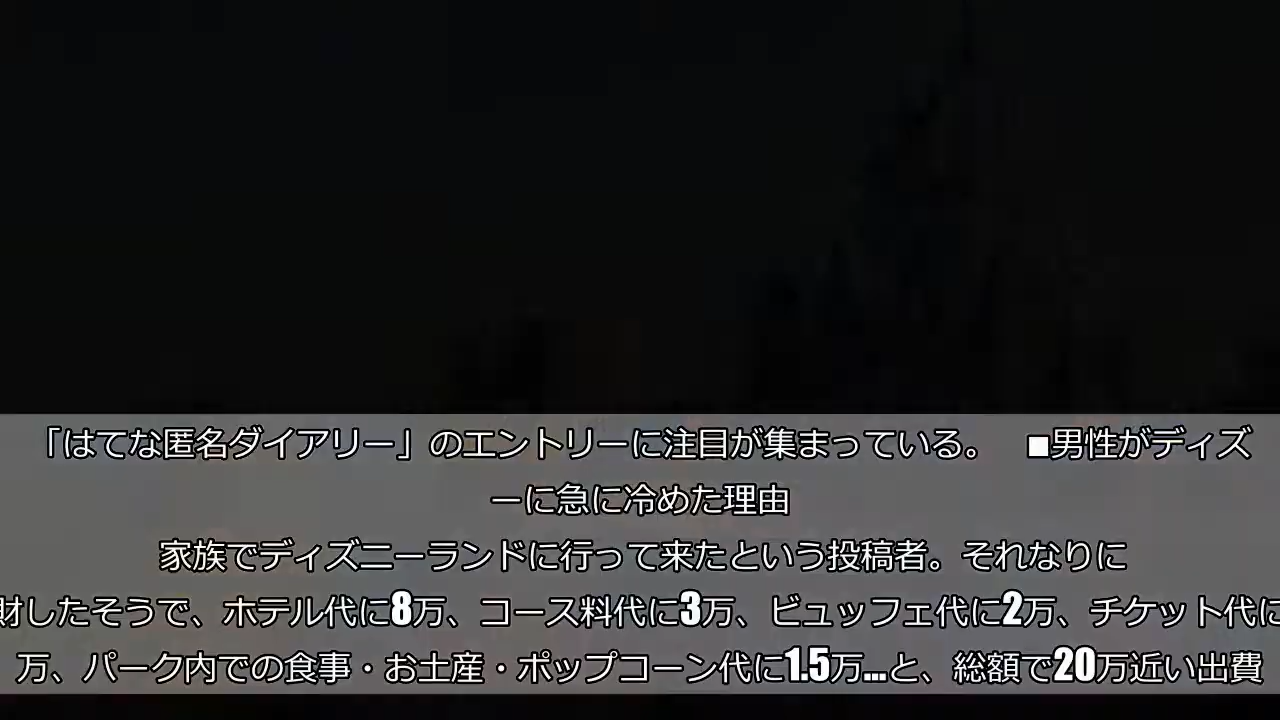 「はてな匿名ダイアリー」のエントリーに注目が集まっている。　■男性がディズ
ーに急に冷めた理由
家族でディズニーランドに行って来たという投稿者。それなりに
財したそうで、ホテル代に8万、コース料代に3万、ビュッフェ代に2万、チケット代に
万、パーク内での食事・お土産・ポップコーン代に1.5万...と、総額で20万近い出費